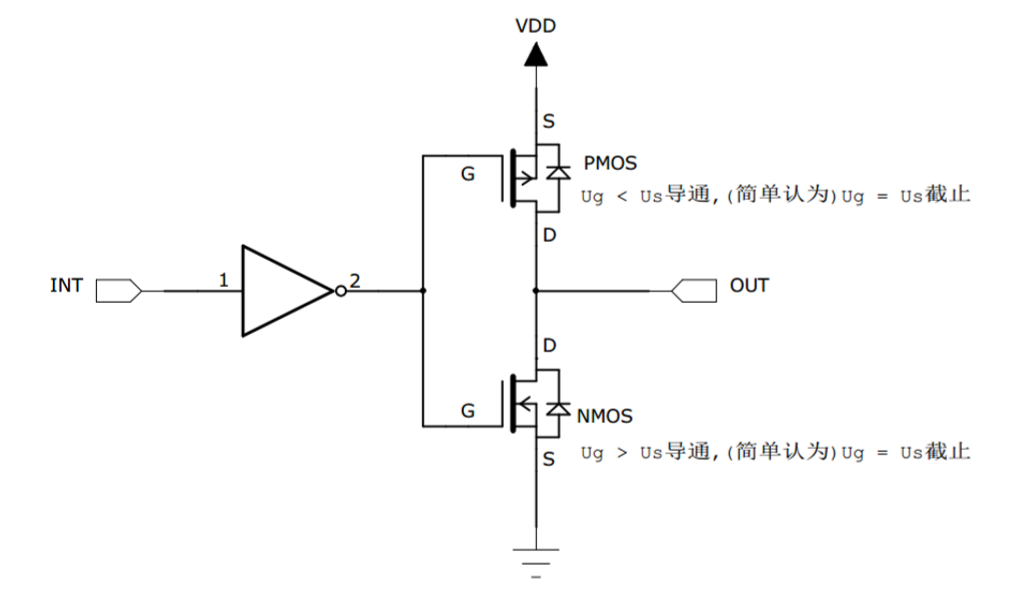 VDD
S
PMOS
G
Ug < Us导通,(简单认为)Ug = Us截止
D
INT
1
2
OUT
D
G
NMOS
S
Ug > Us导通,(简单认为)Ug = Us截止